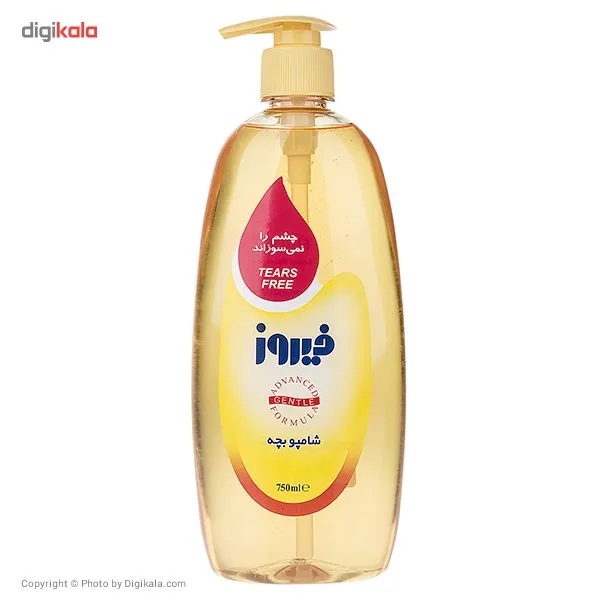 digikala
چشم را
نمی‌سوزاند
TEARS
FREE
فیروز
ADVANCED
GENTLE
FORMULA
شامپو بچه
750ml℮
Copyright © Photo by Digikala.com